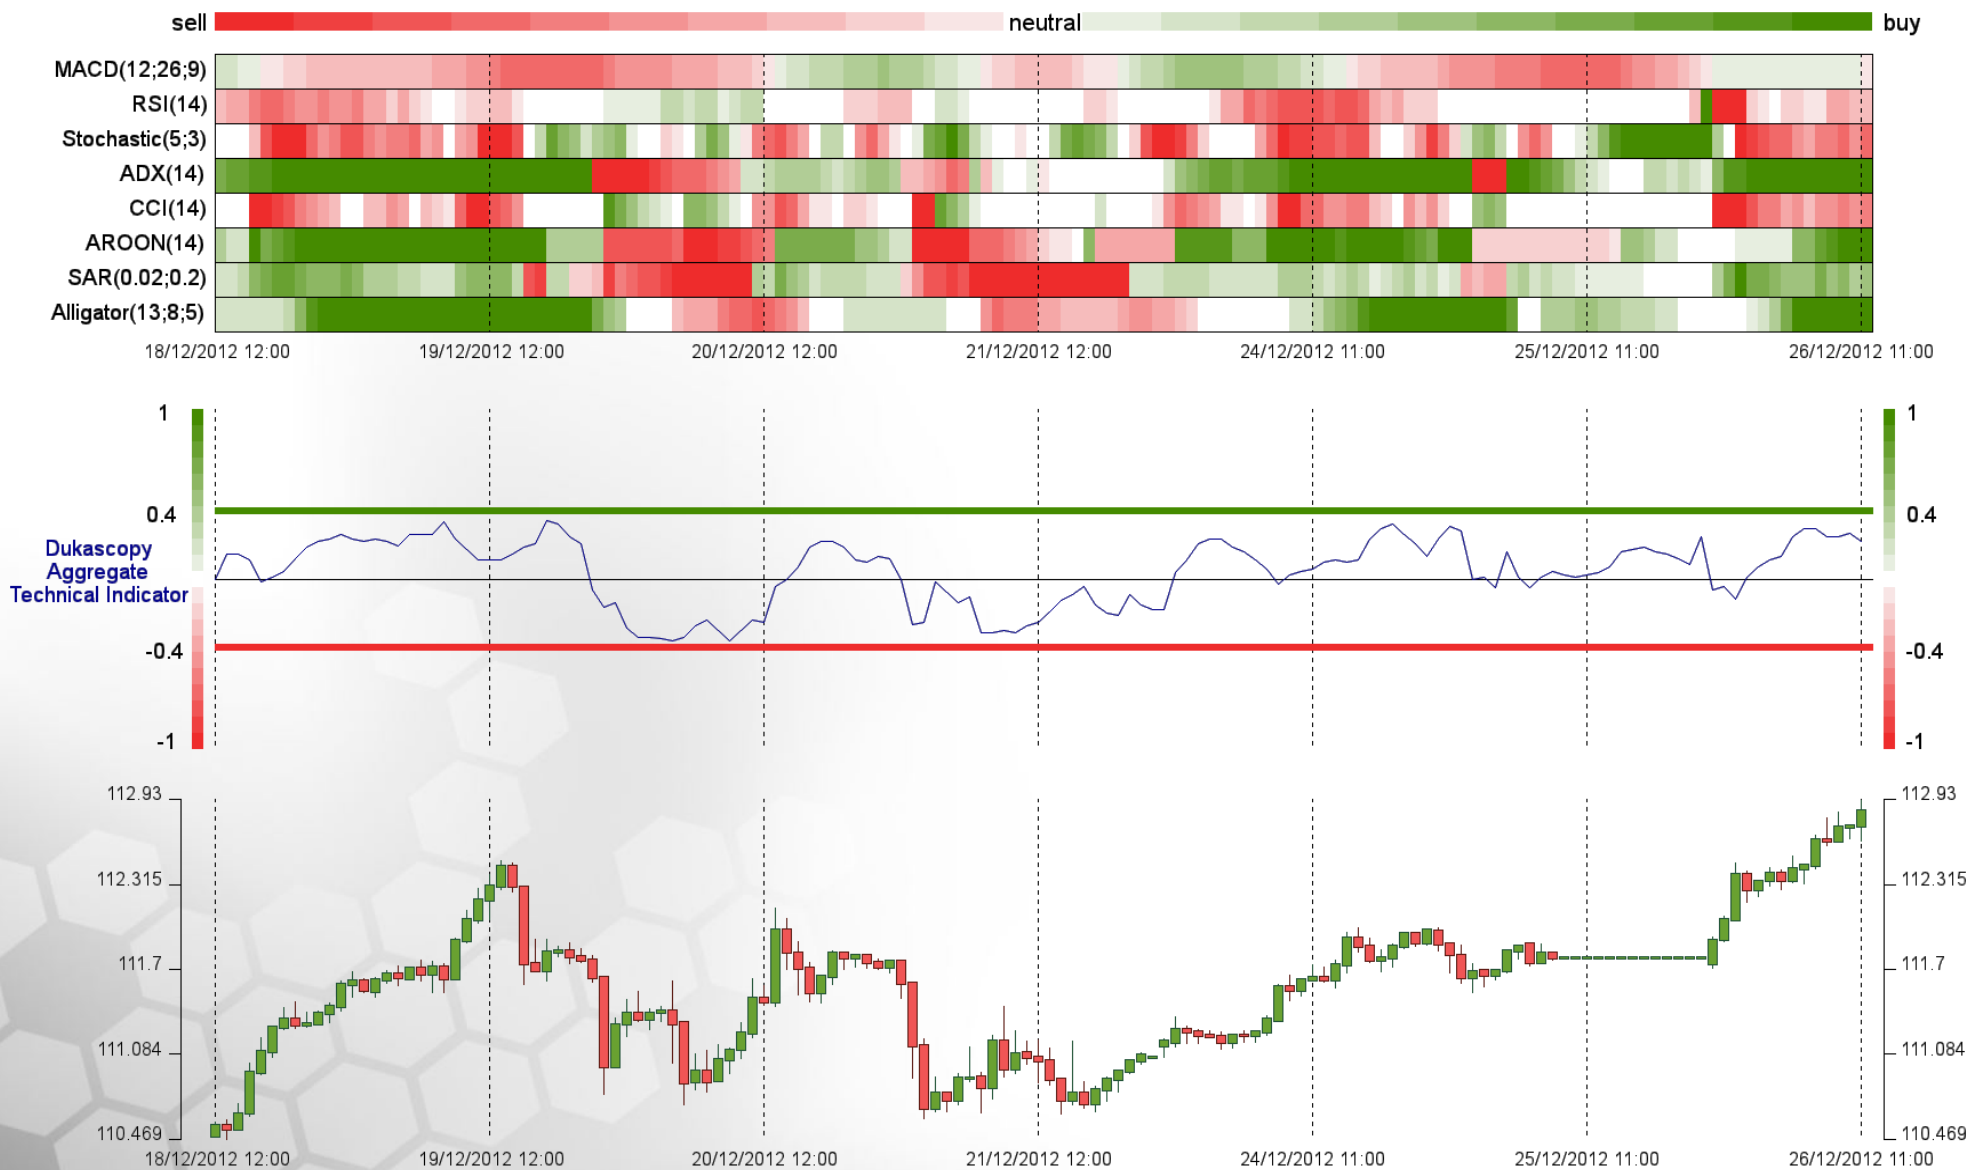 sell neutral buy
MACD(12;26;9)
RSI(14)
Stochastic(5;3)
ADX(14)
CCI(14)
AROON(14)
SAR(0.02;0.2)
Alligator(13;8;5)
18/12/2012 12:00 19/12/2012 12:00 20/12/2012 12:00 21/12/2012 12:00 24/12/2012 11:00 25/12/2012 11:00 26/12/2012 11:00
1 1
0.4 0.4
Dukascopy
Aggregate
Technical Indicator
-0.4 -0.4
-1 -1
112.93 112.93
112.315 112.315
111.7 111.7
111.084 111.084
110.469 110.469
18/12/2012 12:00 19/12/2012 12:00 20/12/2012 12:00 21/12/2012 12:00 24/12/2012 11:00 25/12/2012 11:00 26/12/2012 11:00